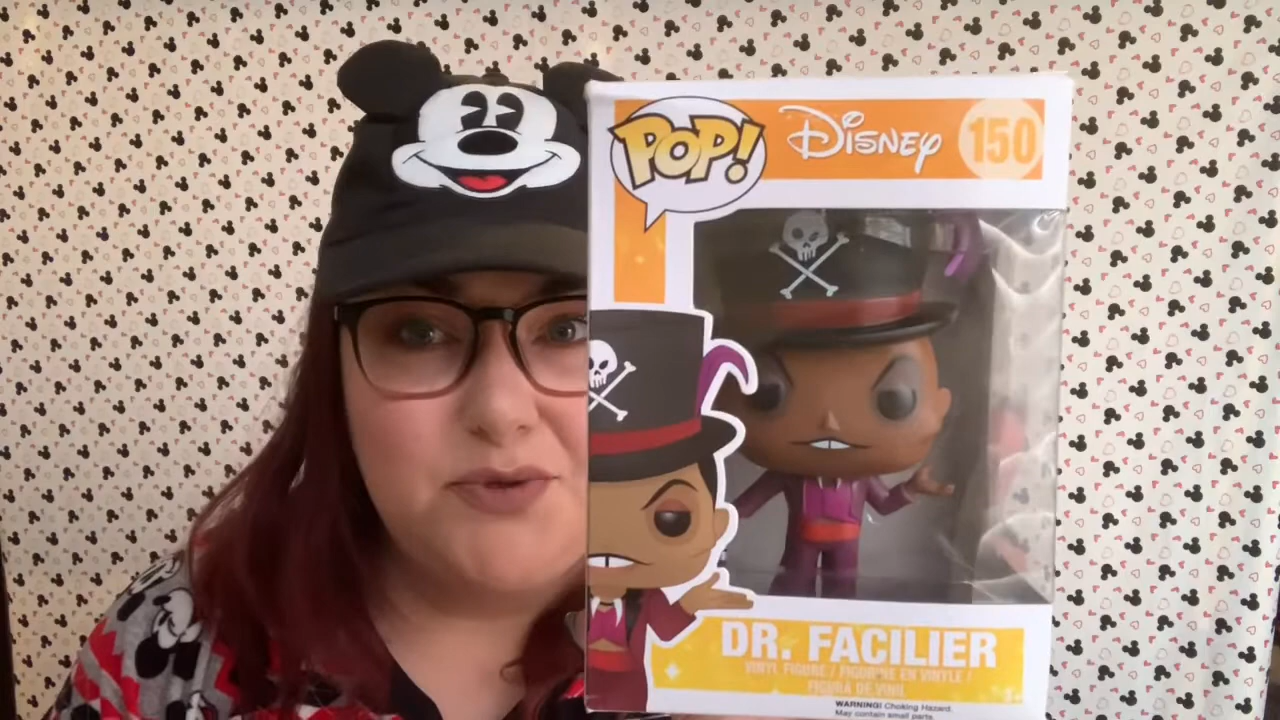 POP!
Disney
150
DR. FACILIER
VINYL FIGURE / FIGURINE EN VINYLE /
FIGURA DE VINIL
WARNING! Choking Hazard.
May contain small parts.